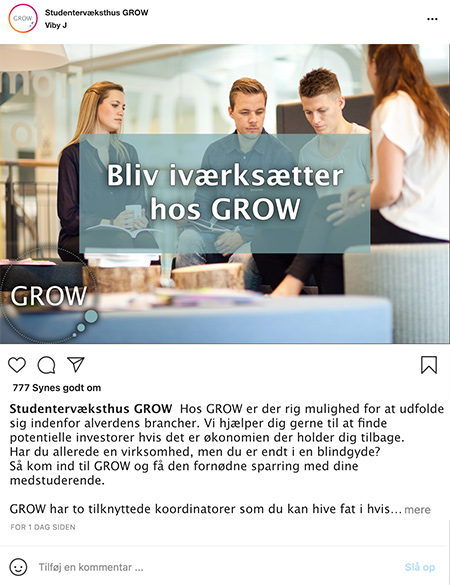 GROW
Studentervæksthus GROW
Viby J
Bliv iværksætter
hos GROW
GROW
777 Synes godt om
Studentervæksthus GROW Hos GROW er der rig mulighed for at udfolde
sig indenfor alverdens brancher. Vi hjælper dig gerne til at finde
potentielle investorer hvis det er økonomien der holder dig tilbage.
Har du allerede en virksomhed, men du er endt i en blindgyde?
Så kom ind til GROW og få den fornødne sparring med dine
medstuderende.
GROW har to tilknyttede koordinatorer som du kan hive fat i hvis... mere
FOR 1 DAG SIDEN
Tilføj en kommentar ...
Slå op